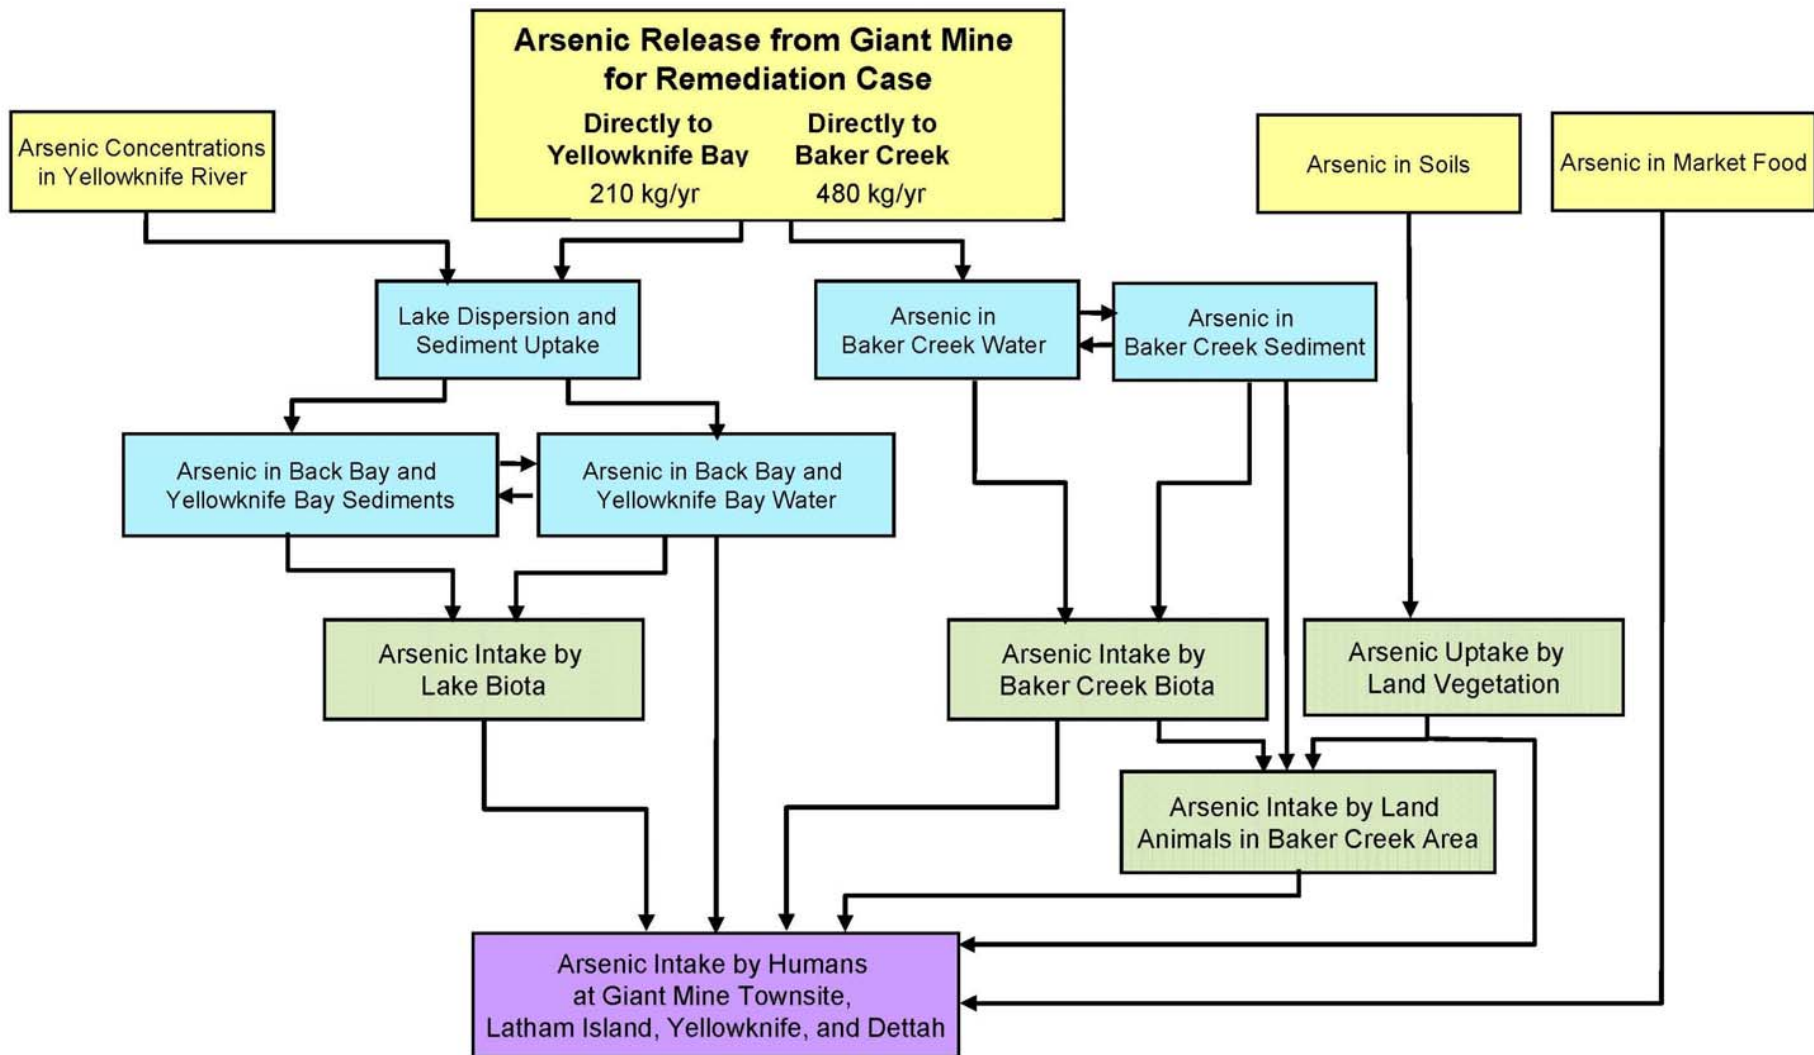 Arsenic Release from Giant Mine
for Remediation Case
Directly to
Yellowknife Bay
210 kg/yr
Directly to
Baker Creek
480 kg/yr
Arsenic Concentrations
in Yellowknife River
Arsenic in Soils
Arsenic in Market Food
Lake Dispersion and
Sediment Uptake
Arsenic in
Baker Creek Water
Arsenic in
Baker Creek Sediment
Arsenic in Back Bay and
Yellowknife Bay Sediments
Arsenic in Back Bay and
Yellowknife Bay Water
Arsenic Intake by
Lake Biota
Arsenic Intake by
Baker Creek Biota
Arsenic Uptake by
Land Vegetation
Arsenic Intake by Land
Animals in Baker Creek Area
Arsenic Intake by Humans
at Giant Mine Townsite,
Latham Island, Yellowknife, and Dettah